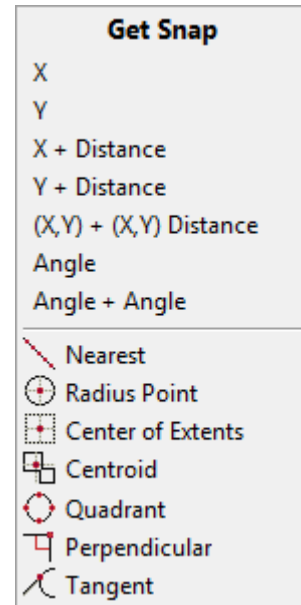 Get Snap
X
Y
X + Distance
Y + Distance
(X,Y) + (X,Y) Distance
Angle
Angle + Angle
Nearest
Radius Point
Center of Extents
Centroid
Quadrant
Perpendicular
Tangent